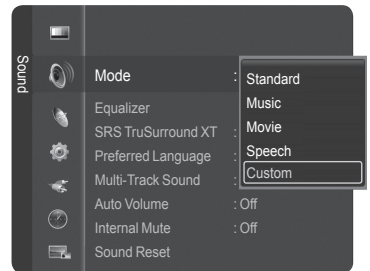 Sound
Mode :
Standard
Music
Movie
Speech
Custom
Equalizer
SRS TruSurround XT :
Preferred Language :
Multi-Track Sound :
Auto Volume : Off
Internal Mute : Off
Sound Reset